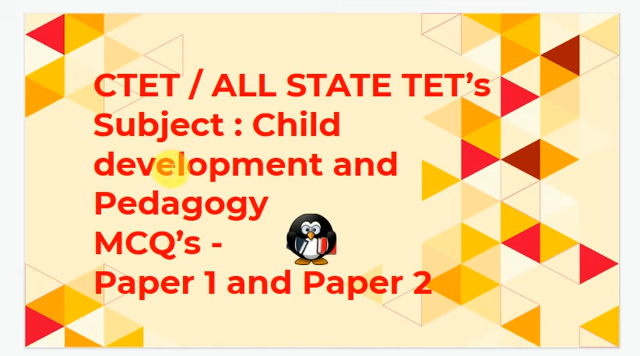 CTET / ALL STATE TET’s
Subject : Child
development and
Pedagogy
MCQ’s -
Paper 1 and Paper 2